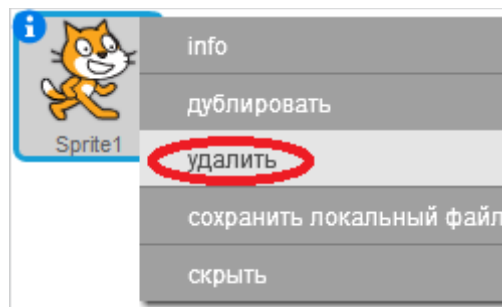 i
Sprite1
info
дублировать
удалить
сохранить локальный файл
скрыть